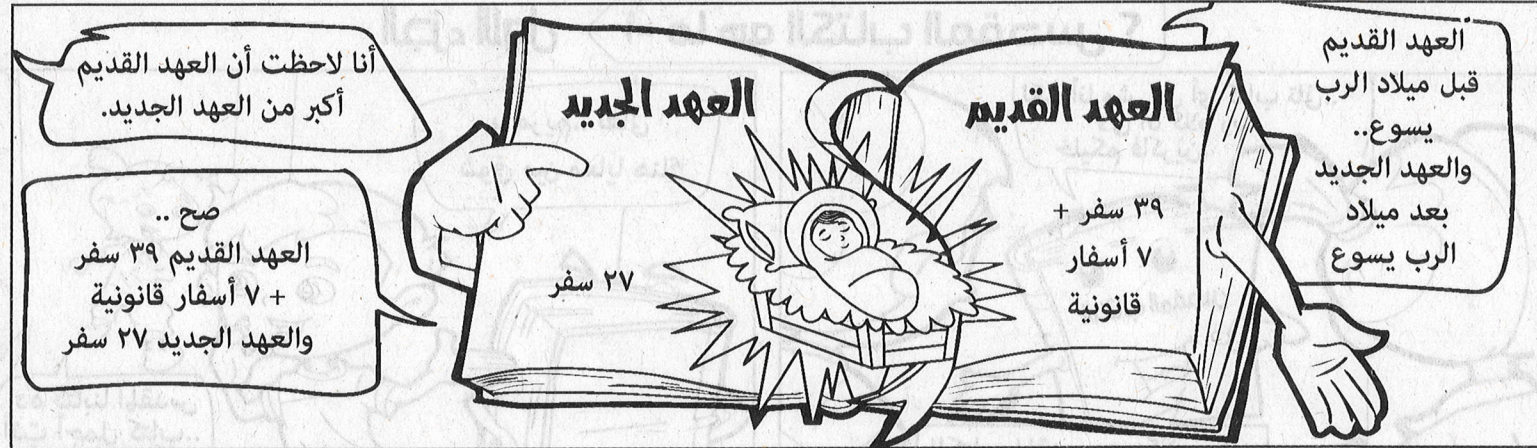 العهد القديم
قبل ميلاد الرب
يسوع..
والعهد الجديد
بعد ميلاد
الرب يسوع
العهد القديم
٣٩ سفر +
٧ أسفار
قانونية
العهد الجديد
٢٧ سفر
أنا لاحظت أن العهد القديم
أكبر من العهد الجديد.
صح ..
العهد القديم ٣٩ سفر
+ ٧ أسفار قانونية
والعهد الجديد ٢٧ سفر